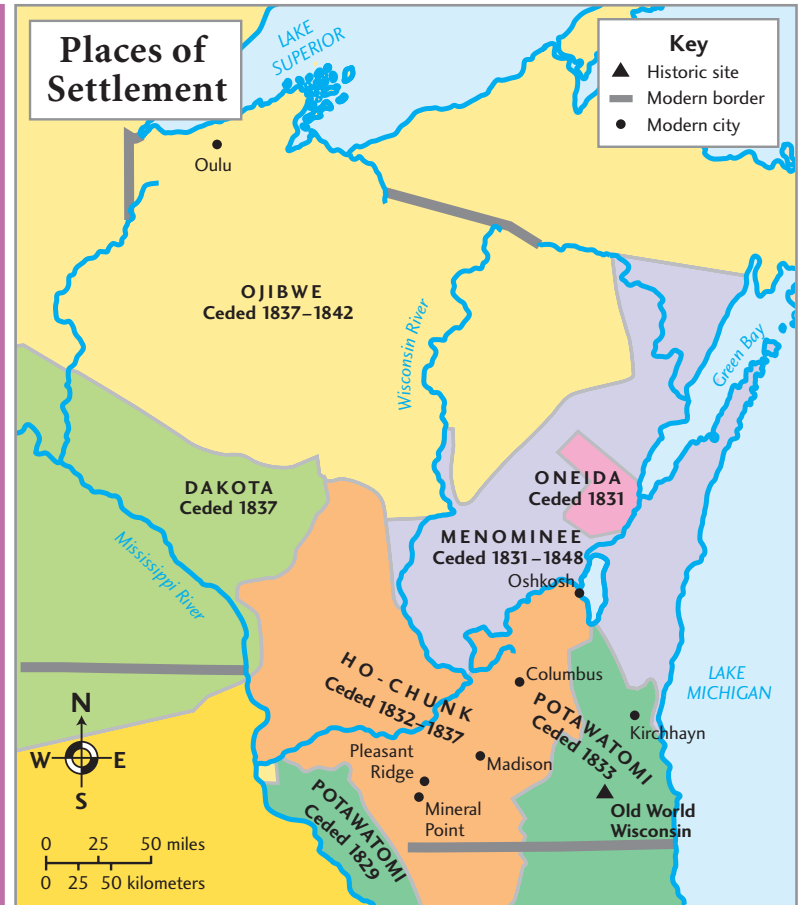 Places of
Settlement
LAKE
SUPERIOR
Key
Historic site
Modern border
Modern city
Oulu
OJIBWE
Ceded 1837–1842
Wisconsin River
Green Bay
DAKOTA
Ceded 1837
ONEIDA
Ceded 1831
MENOMINEE
Ceded 1831–1848
Oshkosh
Mississippi River
HO-CHUNK
Ceded 1832–1837
Columbus
LAKE
MICHIGAN
POTAWATOMI
Ceded 1833
Kirchhayn
N
W
E
S
Pleasant
Ridge
Madison
Mineral
Point
POTAWATOMI
Ceded 1829
Old World
Wisconsin
0 25 50 miles
0 25 50 kilometers